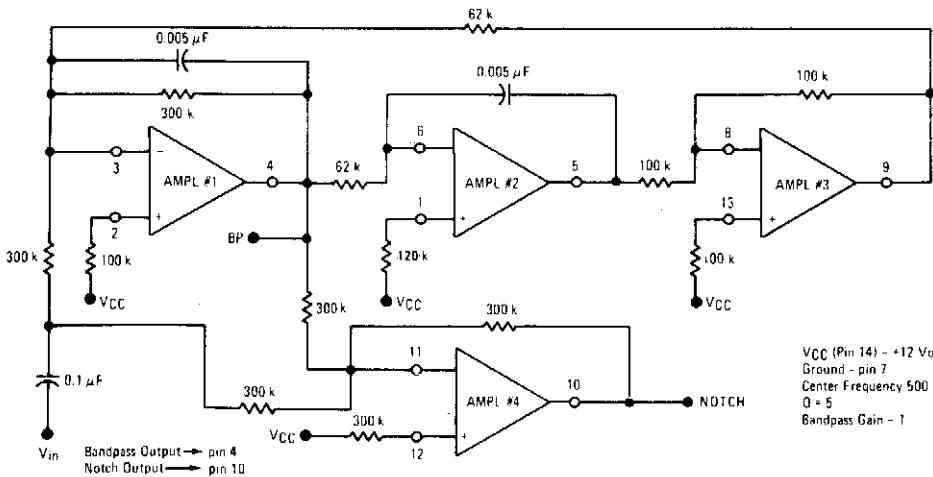 62 k
0.005 µF
300 k
3
−
AMPL #1
4
2
+
100 k
VCC
300 k
BP
62 k
0.005 µF
6
AMPL #2
5
1
+
120 k
VCC
100 k
100 k
8
AMPL #3
9
13
+
100 k
VCC
300 k
300 k
11
AMPL #4
10
NOTCH
300 k
VCC
300 k
12
+
0.1 µF
Vin
Bandpass Output → pin 4
Notch Output → pin 10
VCC (Pin 14) – +12 Vo
Ground – pin 7
Center Frequency 500
Q = 5
Bandpass Gain – 1